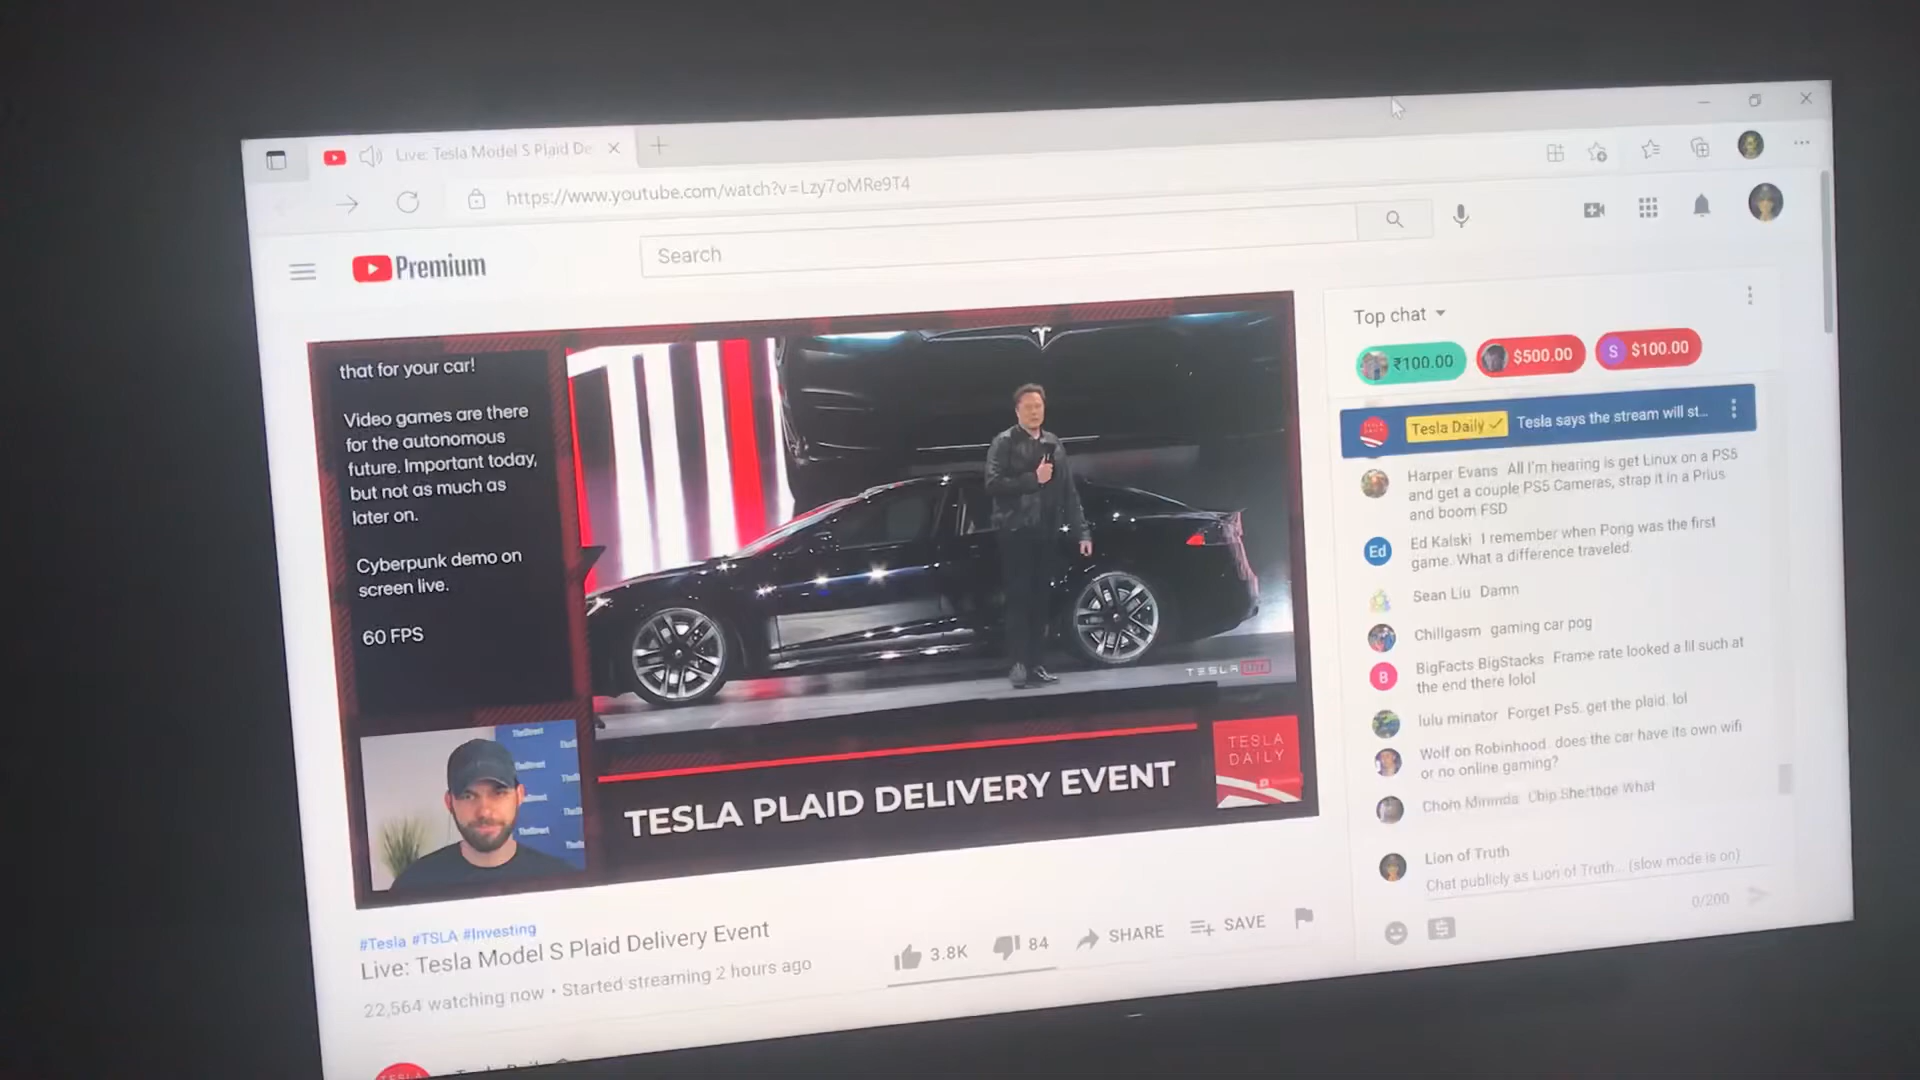 Live: Tesla Model S Plaid De
https://www.youtube.com/watch?v=Lzy7oMRe9T4
Premium
Search
that for your car!
Video games are there
for the autonomous
future. Important today,
but not as much as
later on.
Cyberpunk demo on
screen live.
60 FPS
TESLA LIVE
TESLA PLAID DELIVERY EVENT
TESLA
DAILY
#Tesla #TSLA #Investing
Live: Tesla Model S Plaid Delivery Event
22,564 watching now • Started streaming 2 hours ago
3.8K
84
SHARE
SAVE
Top chat
₹100.00
$500.00
S $100.00
Tesla Daily Tesla says the stream will st...
Harper Evans All I'm hearing is get Linux on a PS5
and get a couple PS5 Cameras, strap it in a Prius
and boom FSD
Ed
Ed Kalski I remember when Pong was the first
game. What a difference traveled.
Sean Liu Damn
Chillgasm gaming car pog
B
BigFacts BigStacks Frame rate looked a lil such at
the end there lolol
lulu minator Forget Ps5. get the plaid. lol
Wolf on Robinhood. does the car have its own wifi
or no online gaming?
Chip Shortage What
Lion of Truth
Chat publicly as Lion of Truth... (slow mode is on)
0/200